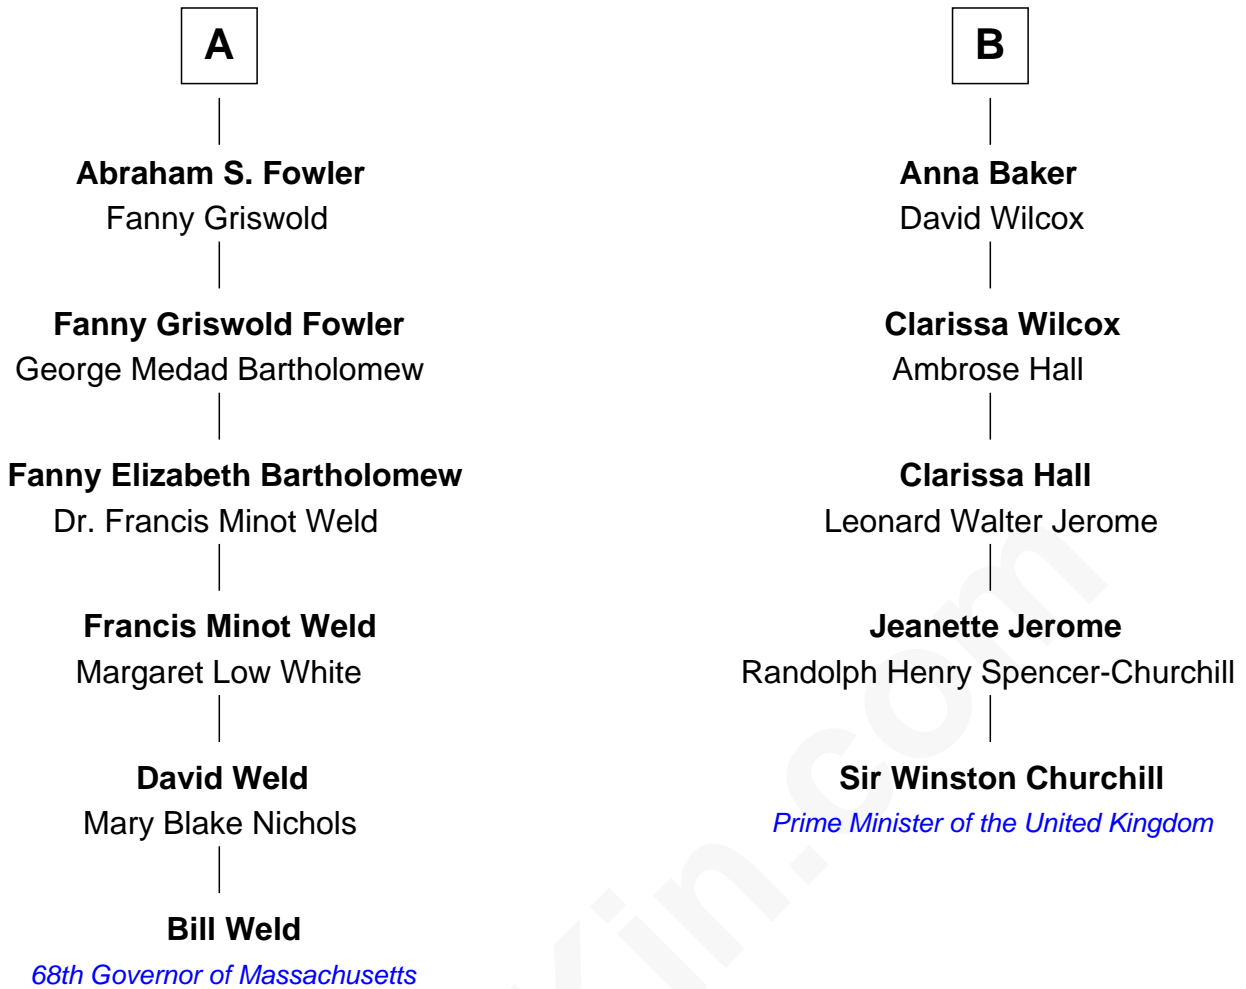 A
Abraham S. Fowler
Fanny Griswold
Fanny Griswold Fowler
George Medad Bartholomew
Fanny Elizabeth Bartholomew
Dr. Francis Minot Weld
Francis Minot Weld
Margaret Low White
David Weld
Mary Blake Nichols
Bill Weld
68th Governor of Massachusetts
B
Anna Baker
David Wilcox
Clarissa Wilcox
Ambrose Hall
Clarissa Hall
Leonard Walter Jerome
Jeanette Jerome
Randolph Henry Spencer-Churchill
Sir Winston Churchill
Prime Minister of the United Kingdom